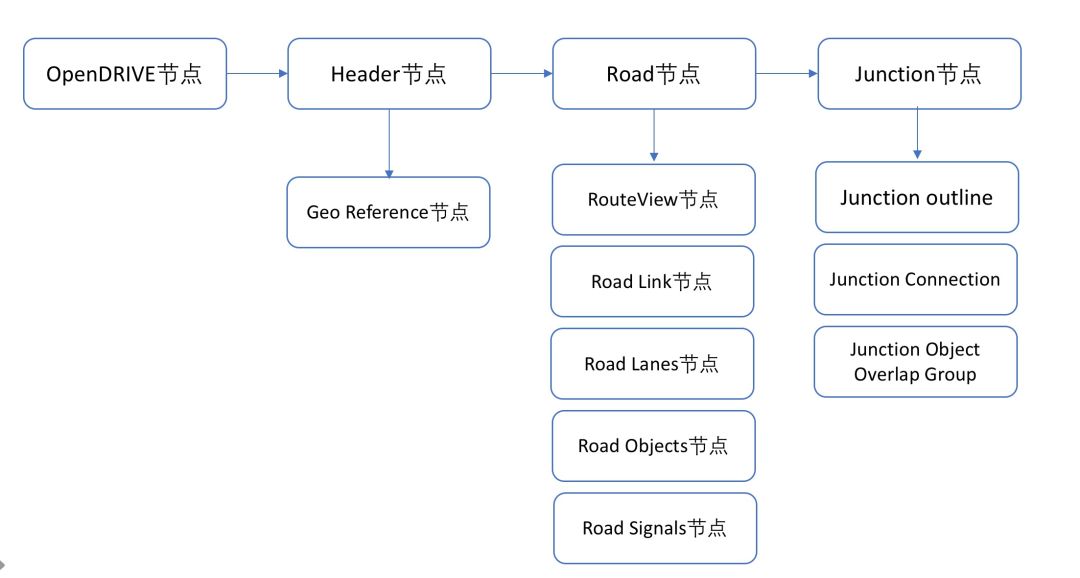 OpenDRIVE节点
Header节点
Road节点
Junction节点
Geo Reference节点
RouteView节点
Road Link节点
Road Lanes节点
Road Objects节点
Road Signals节点
Junction outline
Junction Connection
Junction Object
Overlap Group